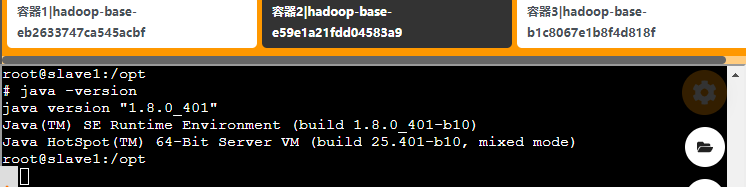 容器1|hadoop-base-
eb2633747ca545acbf
容器2|hadoop-base-
e59e1a21fdd04583a9
容器3|hadoop-base-
b1c8067e1b8f4d818f
root@slave1:/opt
# java -version
java version "1.8.0_401"
Java(TM) SE Runtime Environment (build 1.8.0_401-b10)
Java HotSpot(TM) 64-Bit Server VM (build 25.401-b10, mixed mode)
root@slave1:/opt